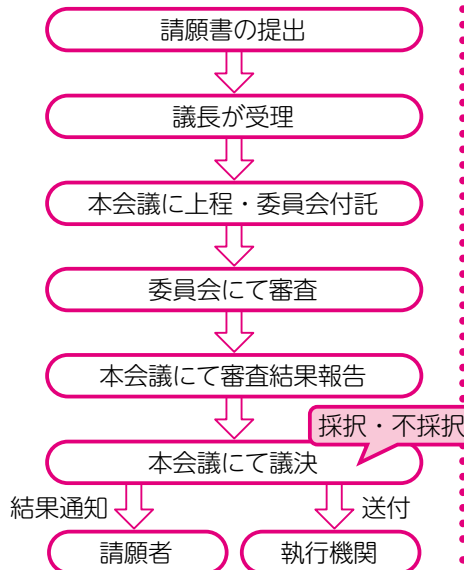 請願書の提出
議長が受理
本会議に上程・委員会付託
委員会にて審査
本会議にて審査結果報告
採択・不採択
本会議にて議決
結果通知
送付
請願者
執行機関